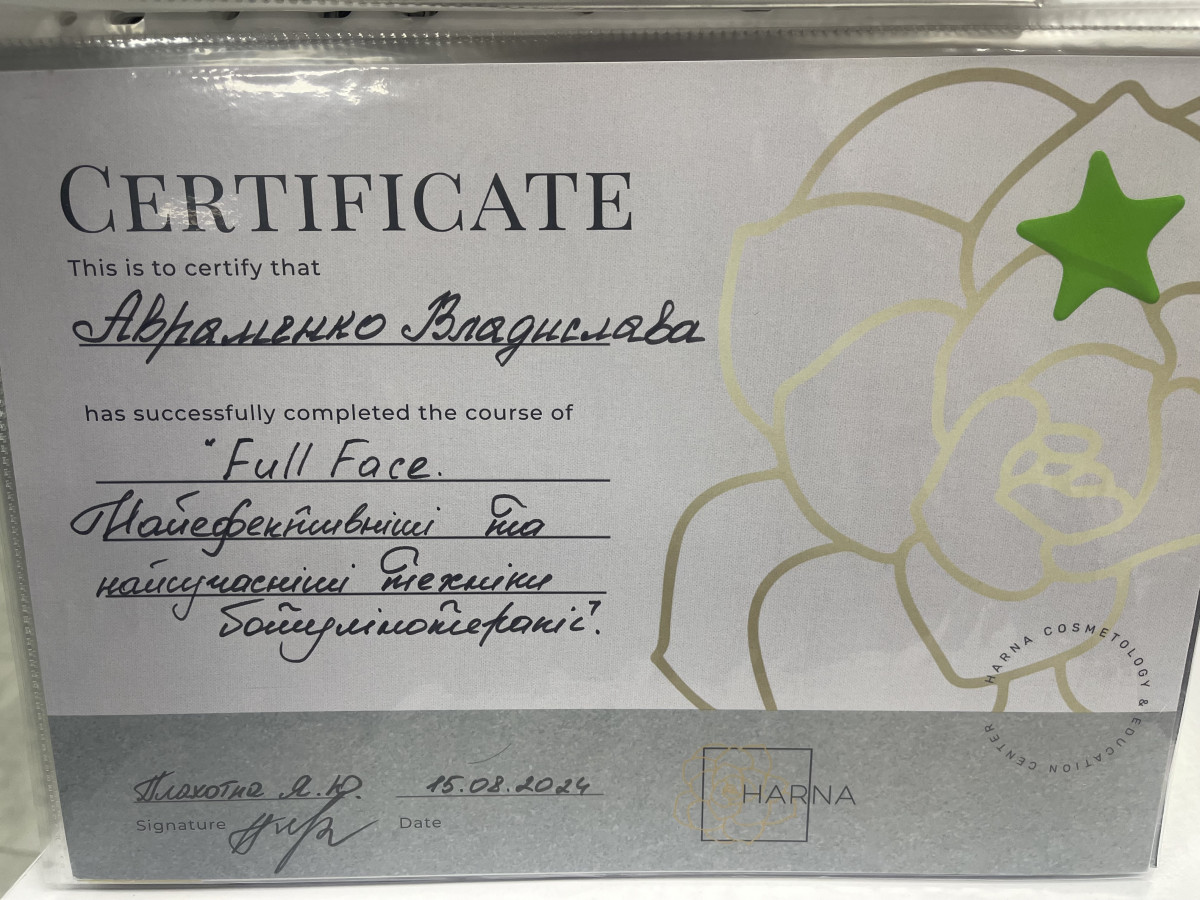 CERTIFICATE
This is to certify that
Авраменко Владислава
has successfully completed the course of
"Full Face.
Найефективніші та
найсучасніші техніки
ботулінотерапії".
Плахотна Я.Ю. 15.08.2024
Signature Date
HARNA
HARNA COSMETOLOGY & EDUCATION CENTER